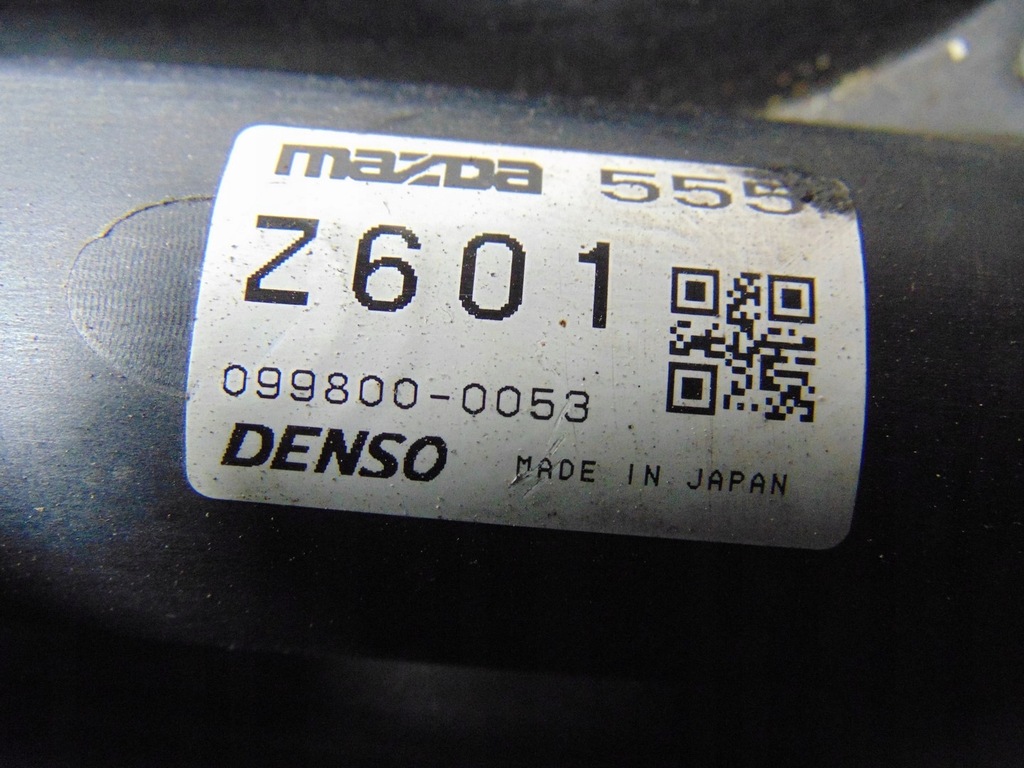 mazda 555
Z601
099800-0053
DENSO MADE IN JAPAN